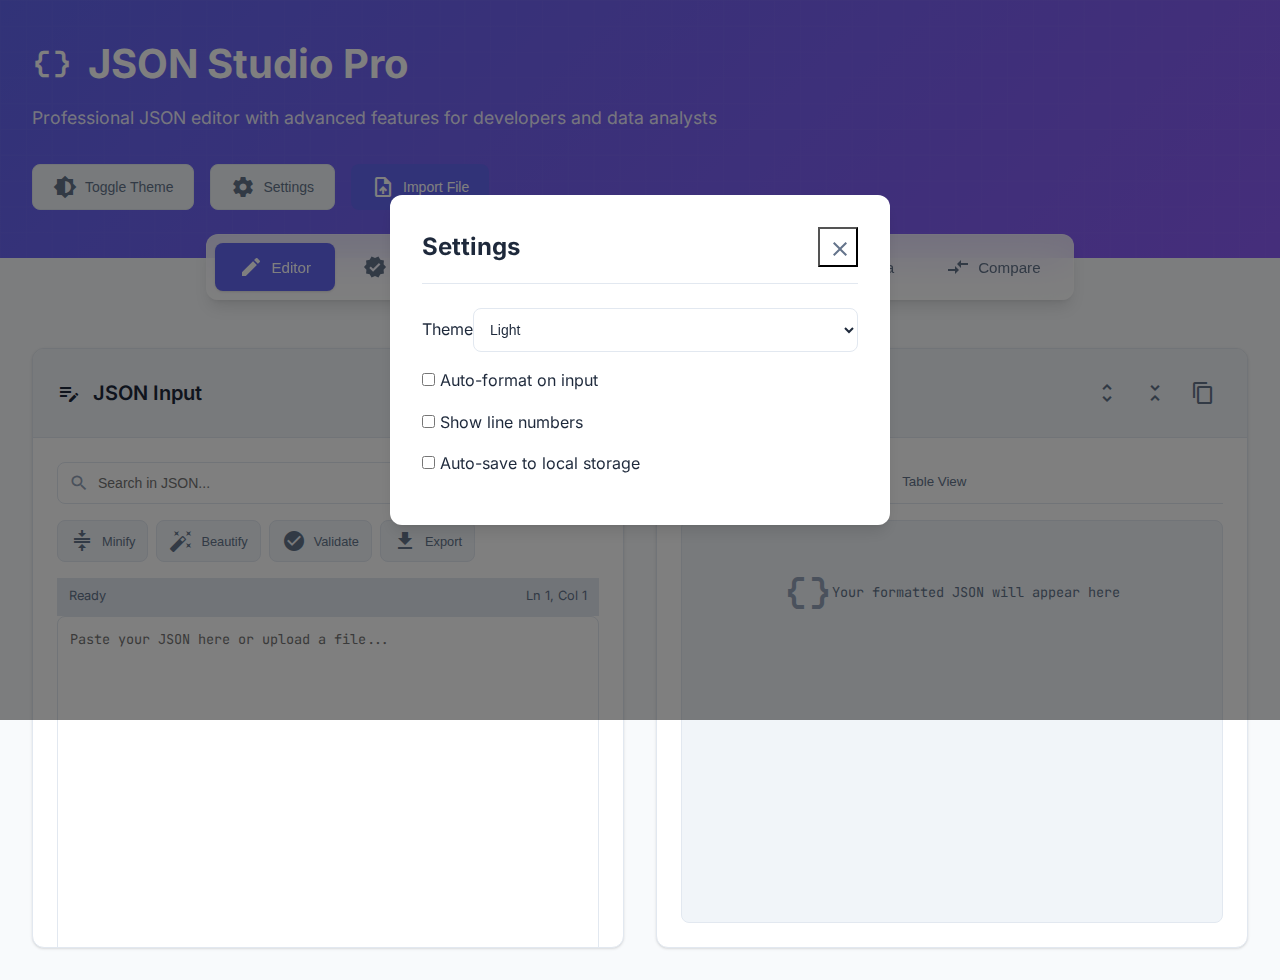 {} JSON Studio Pro
Professional JSON editor with advanced features for developers and data analysts
Toggle Theme
Settings
Import File
Editor
Compare
Settings
Theme
Light
Auto-format on input
Show line numbers
Auto-save to local storage
JSON Input
Search in JSON...
Minify
Beautify
Validate
Export
Ready
Ln 1, Col 1
Paste your JSON here or upload a file...
Table View
{} Your formatted JSON will appear here